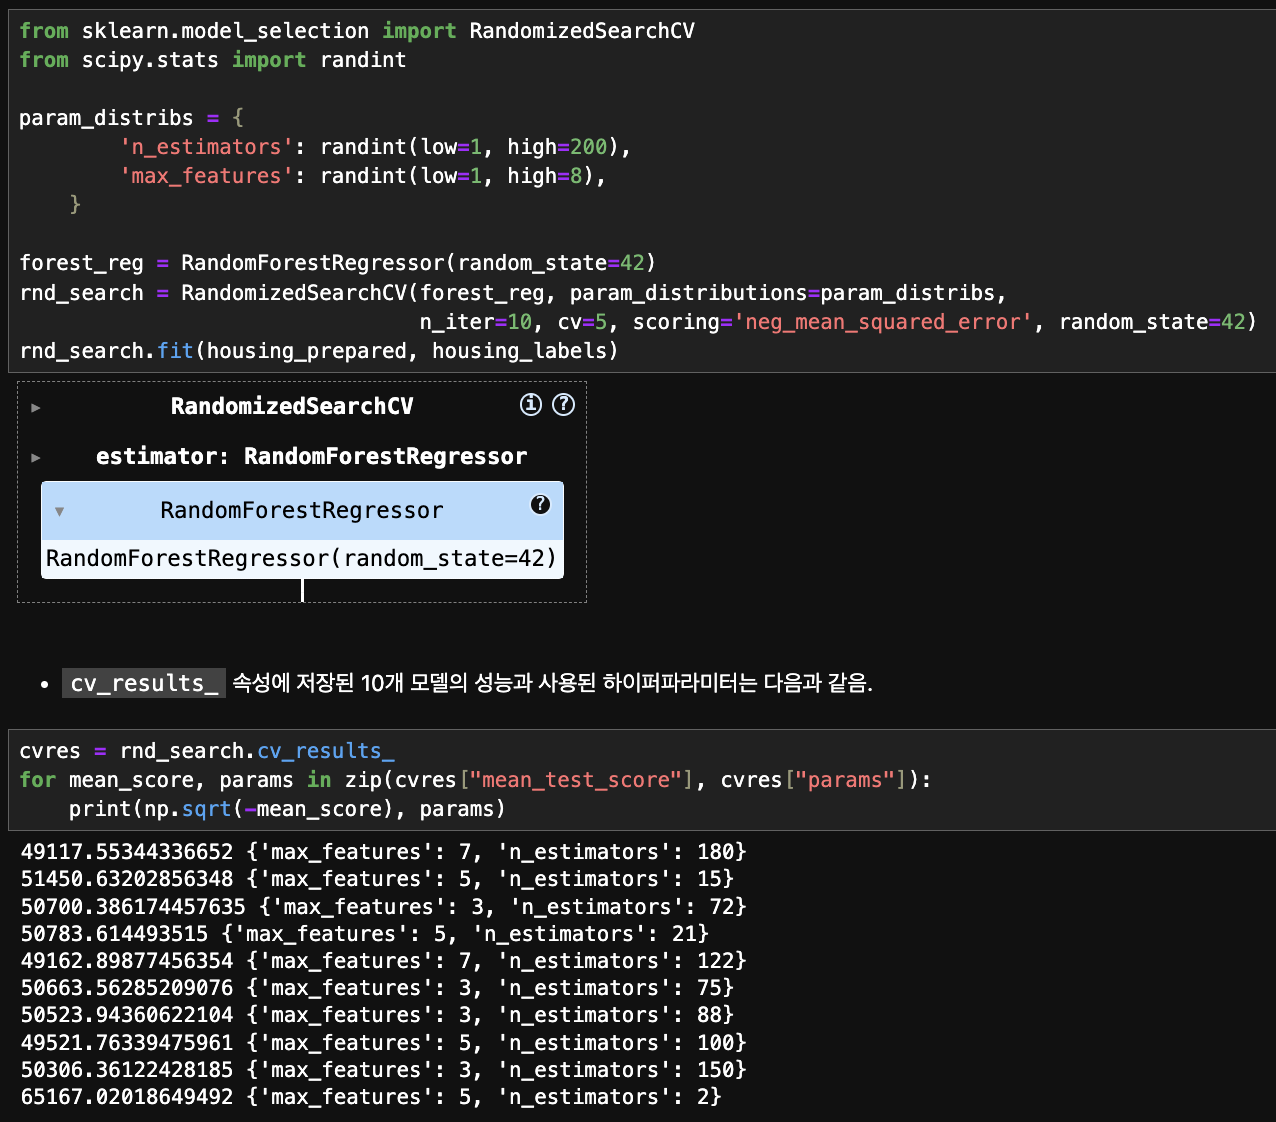 from sklearn.model_selection import RandomizedSearchCV
from scipy.stats import randint

param_distribs = {
        'n_estimators': randint(low=1, high=200),
        'max_features': randint(low=1, high=8),
    }

forest_reg = RandomForestRegressor(random_state=42)
rnd_search = RandomizedSearchCV(forest_reg, param_distributions=param_distribs,
                                n_iter=10, cv=5, scoring='neg_mean_squared_error', random_state=42)
rnd_search.fit(housing_prepared, housing_labels)
▸ RandomizedSearchCV i ?
▸ estimator: RandomForestRegressor
▾ RandomForestRegressor ?
RandomForestRegressor(random_state=42)
• cv_results_ 속성에 저장된 10개 모델의 성능과 사용된 하이퍼파라미터는 다음과 같음.
cvres = rnd_search.cv_results_
for mean_score, params in zip(cvres["mean_test_score"], cvres["params"]):
    print(np.sqrt(-mean_score), params)
49117.55344336652 {'max_features': 7, 'n_estimators': 180}
51450.63202856348 {'max_features': 5, 'n_estimators': 15}
50700.386174457635 {'max_features': 3, 'n_estimators': 72}
50783.614493515 {'max_features': 5, 'n_estimators': 21}
49162.89877456354 {'max_features': 7, 'n_estimators': 122}
50663.56285209076 {'max_features': 3, 'n_estimators': 75}
50523.94360622104 {'max_features': 3, 'n_estimators': 88}
49521.76339475961 {'max_features': 5, 'n_estimators': 100}
50306.36122428185 {'max_features': 3, 'n_estimators': 150}
65167.02018649492 {'max_features': 5, 'n_estimators': 2}